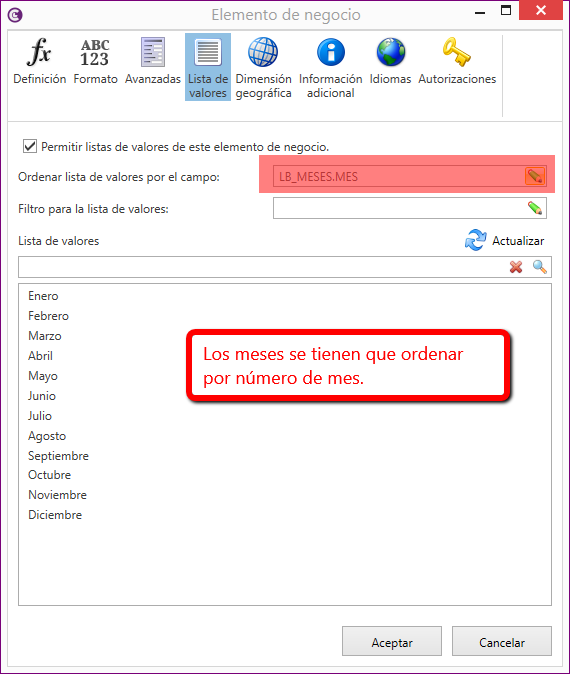 Elemento de negocio
fx
ABC
123
Definición
Formato
Avanzadas
Lista de
valores
Dimensión
geográfica
Información
adicional
Idiomas
Autorizaciones
Permitir listas de valores de este elemento de negocio.
Ordenar lista de valores por el campo:
LB_MESES.MES
Filtro para la lista de valores:
Lista de valores
Actualizar
Enero
Febrero
Marzo
Abril
Mayo
Junio
Julio
Agosto
Septiembre
Octubre
Noviembre
Diciembre
Los meses se tienen que ordenar
por número de mes.
Aceptar
Cancelar